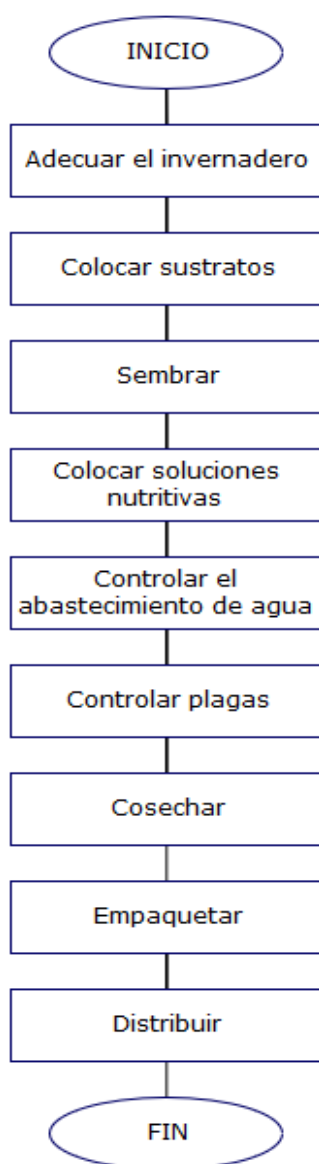 INICIO
Adecuar el invernadero
Colocar sustratos
Sembrar
Colocar soluciones
nutritivas
Controlar el
abastecimiento de agua
Controlar plagas
Cosechar
Empaquetar
Distribuir
FIN